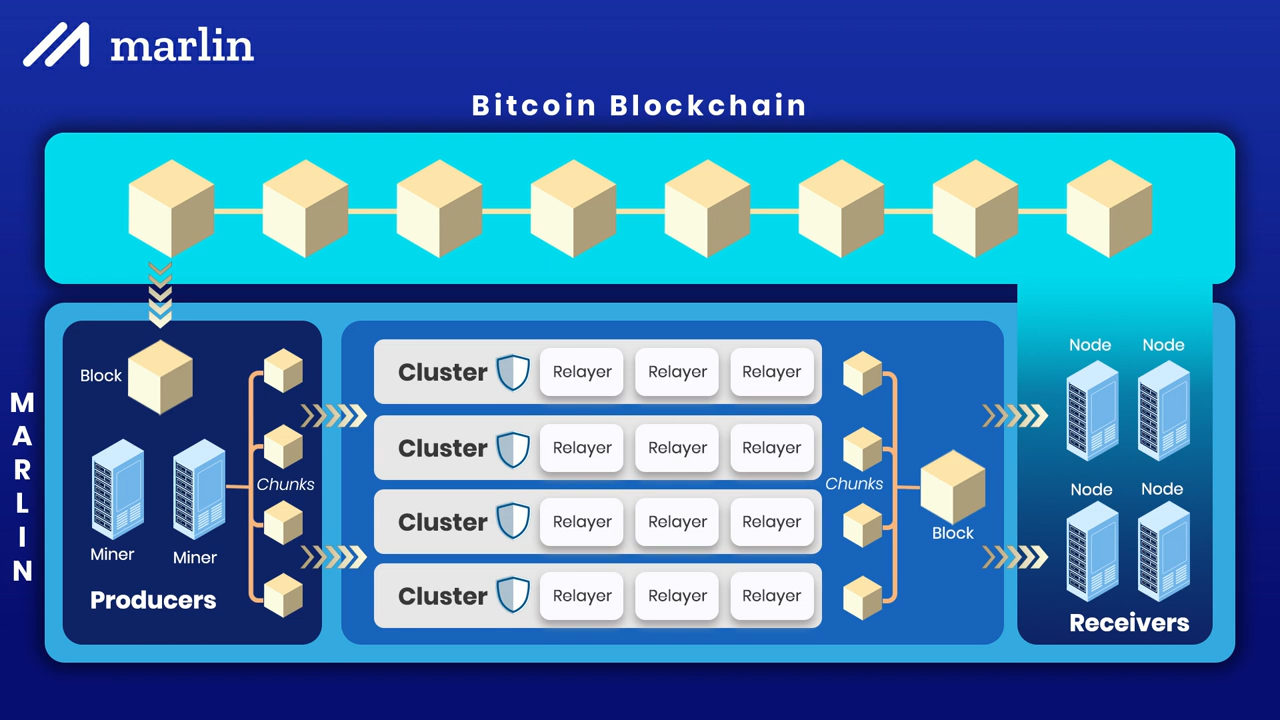 marlin
Bitcoin Blockchain
MARLIN
Block
Miner
Miner
Chunks
Producers
Cluster Relayer Relayer Relayer
Cluster Relayer Relayer Relayer
Cluster Relayer Relayer Relayer
Cluster Relayer Relayer Relayer
Chunks
Block
Node Node
Node Node
Receivers